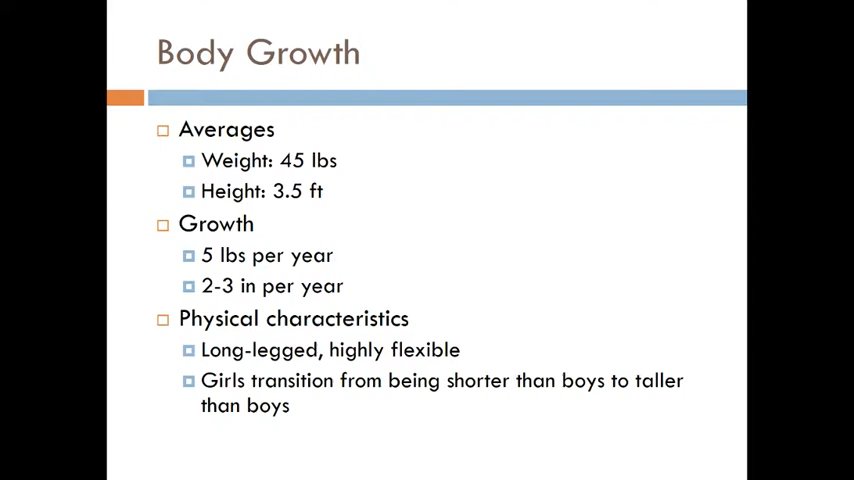 Body Growth
Averages
Weight: 45 lbs
Height: 3.5 ft
Growth
5 lbs per year
2-3 in per year
Physical characteristics
Long-legged, highly flexible
Girls transition from being shorter than boys to taller
than boys